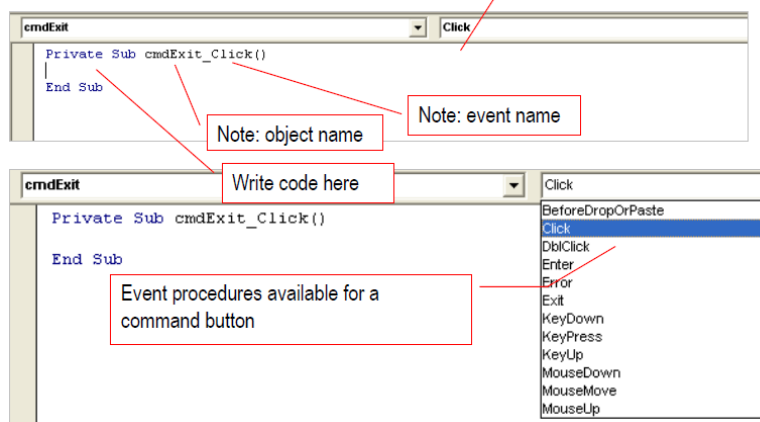 cmdExit Click
Private Sub cmdExit_Click()
End Sub
Note: event name
Note: object name
Write code here
cmdExit Click
Private Sub cmdExit_Click()
End Sub
Event procedures available for a
command button
BeforeDropOrPaste
Click
DblClick
Enter
Error
Exit
KeyDown
KeyPress
KeyUp
MouseDown
MouseMove
MouseUp